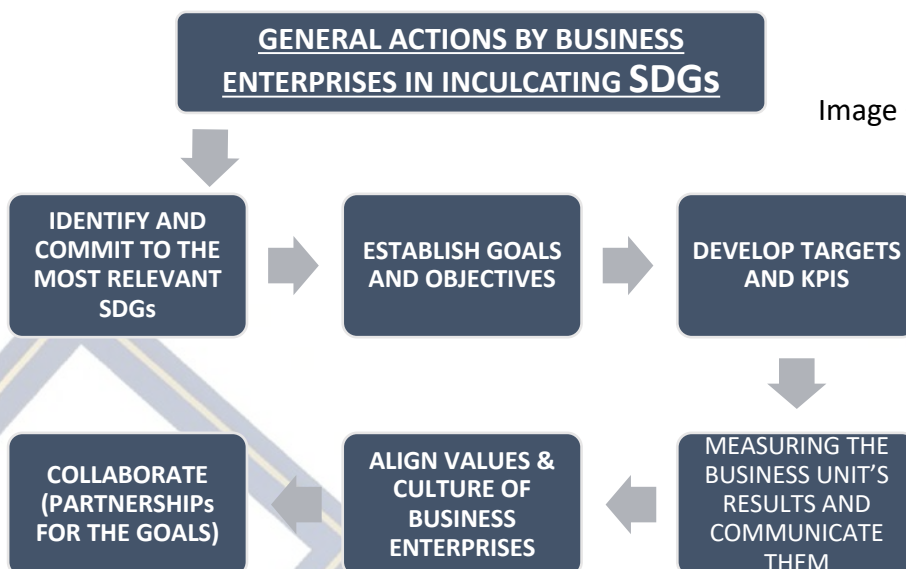 GENERAL ACTIONS BY BUSINESS
ENTERPRISES IN INCULCATING SDGs
Image
IDENTIFY AND
COMMIT TO THE
MOST RELEVANT
SDGs
ESTABLISH GOALS
AND OBJECTIVES
DEVELOP TARGETS
AND KPIS
MEASURING THE
BUSINESS UNIT’S
RESULTS AND
COMMUNICATE
THEM
ALIGN VALUES &
CULTURE OF
BUSINESS
ENTERPRISES
COLLABORATE
(PARTNERSHIPs
FOR THE GOALS)